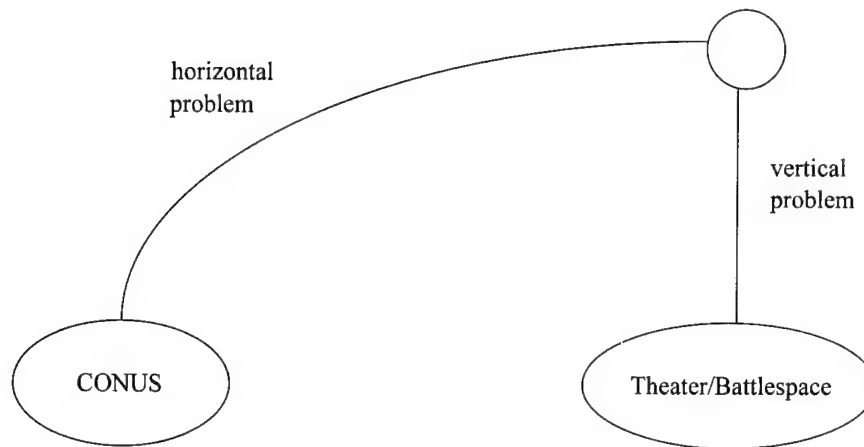 horizontal
problem
vertical
problem
CONUS
Theater/Battlespace